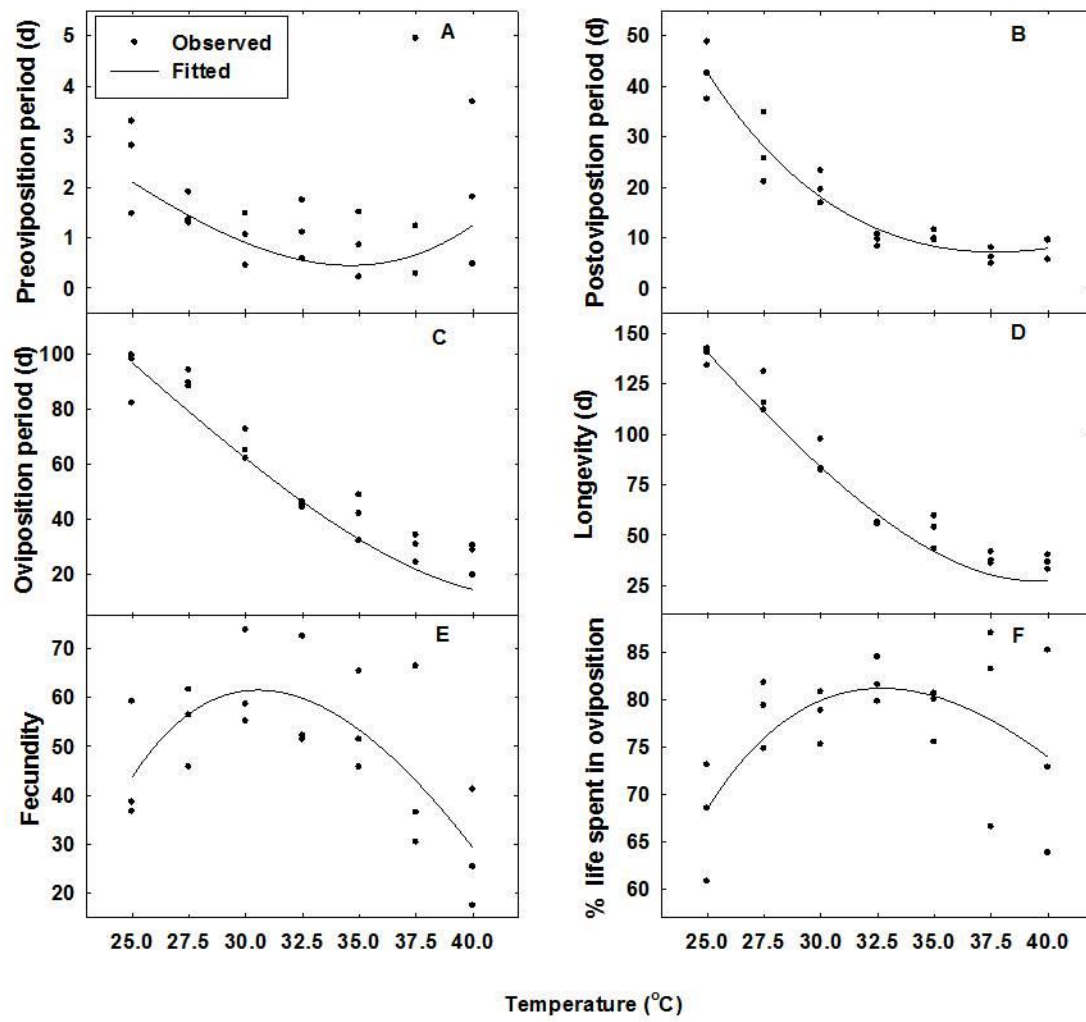 A
Observed
Fitted
Preoviposition period (d)
5
4
3
2
1
0
B
Postovipostion period (d)
50
40
30
20
10
0
C
Oviposition period (d)
100
80
60
40
20
D
Longevity (d)
150
125
100
75
50
25
E
Fecundity
70
60
50
40
30
20
25.0 27.5 30.0 32.5 35.0 37.5 40.0
F
% life spent in oviposition
85
80
75
70
65
60
25.0 27.5 30.0 32.5 35.0 37.5 40.0
Temperature (°C)